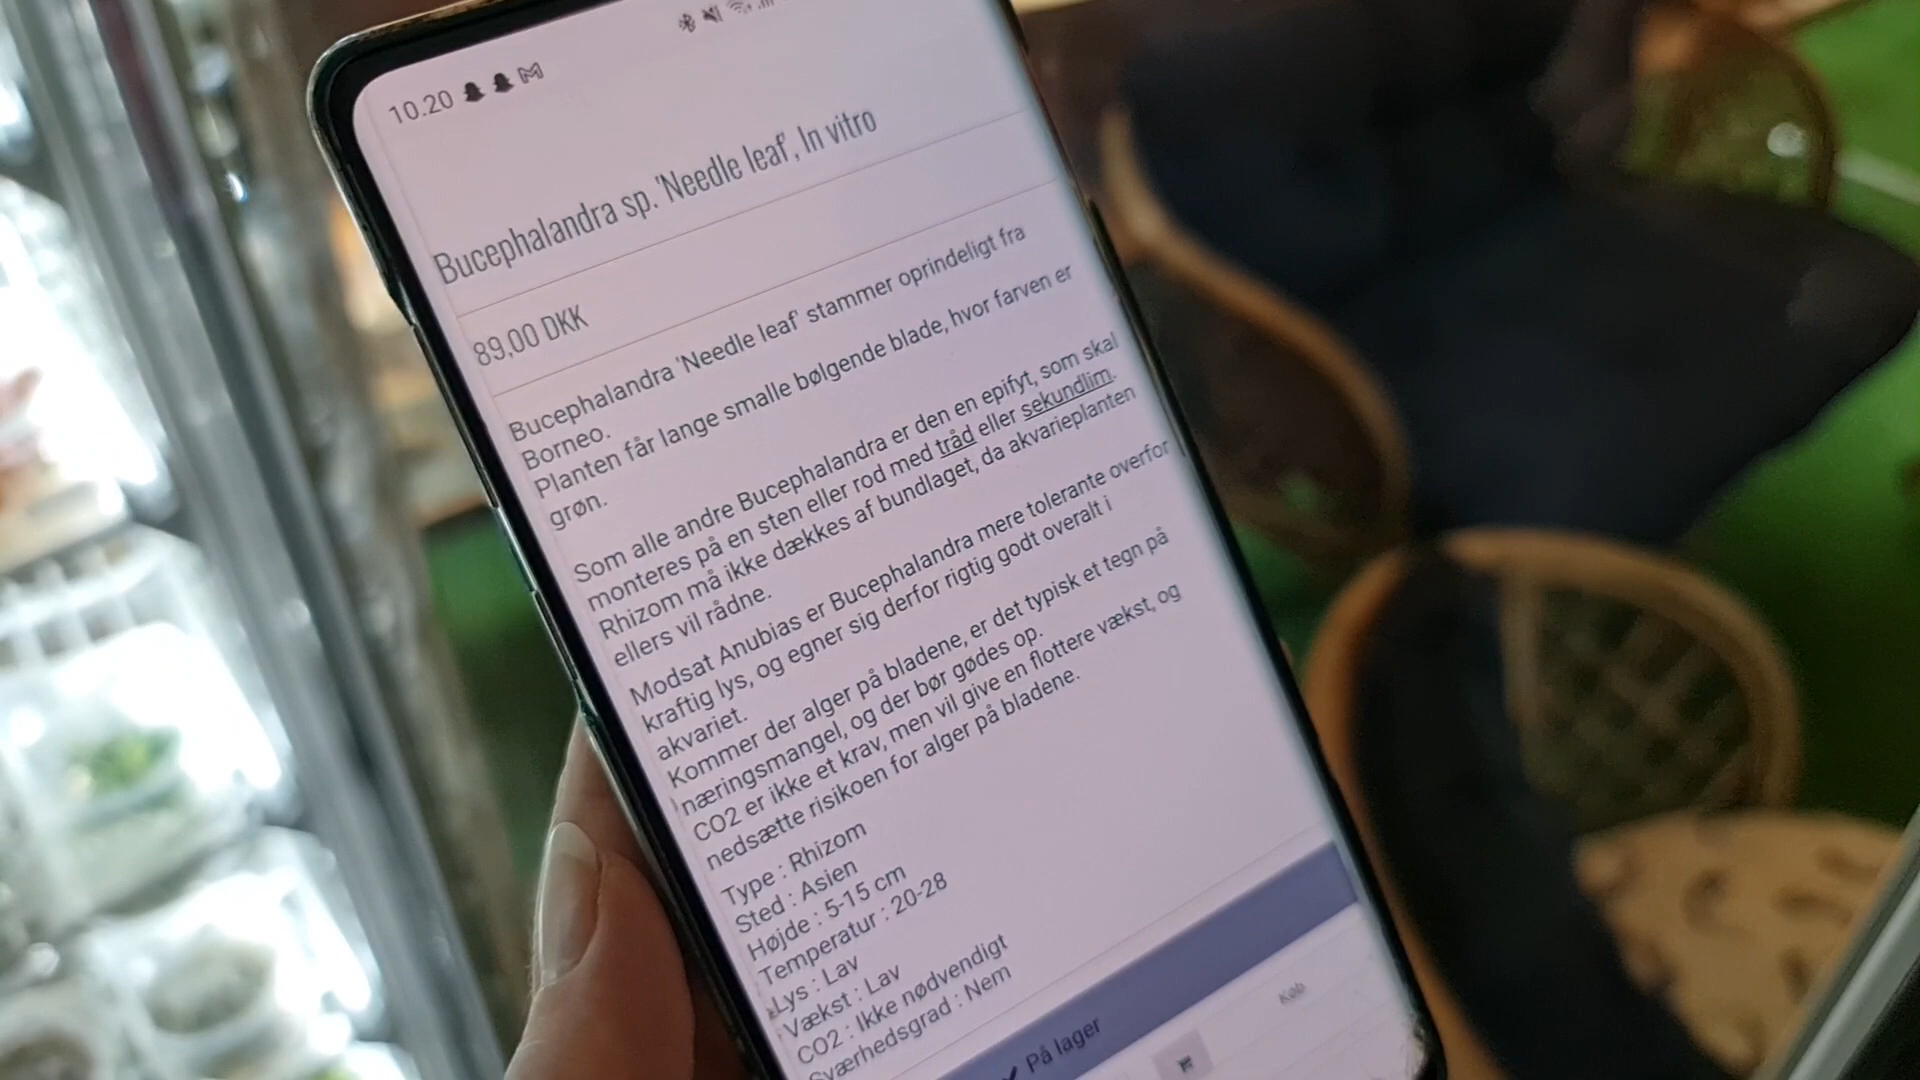 10.20
Bucephalandra sp. 'Needle leaf', In vitro
89,00 DKK
Bucephalandra 'Needle leaf' stammer oprindeligt fra
Borneo.
Planten får lange smalle bølgende blade, hvor farven er
grøn.
Som alle andre Bucephalandra er den en epifyt, som skal
monteres på en sten eller rod med tråd eller sekundlim.
Rhizom må ikke dækkes af bundlaget, da akvarieplanten
ellers vil rådne.
Modsat Anubias er Bucephalandra mere tolerante overfor
kraftig lys, og egner sig derfor rigtig godt overalt i
akvariet.
Kommer der alger på bladene, er det typisk et tegn på
næringsmangel, og der bør gødes op.
CO2 er ikke et krav, men vil give en flottere vækst, og
nedsætte risikoen for alger på bladene.
Type : Rhizom
Sted : Asien
Højde : 5-15 cm
Temperatur : 20-28
Lys : Lav
Vækst : Lav
CO2 : Ikke nødvendigt
Sværhedsgrad : Nem
På lager
Køb